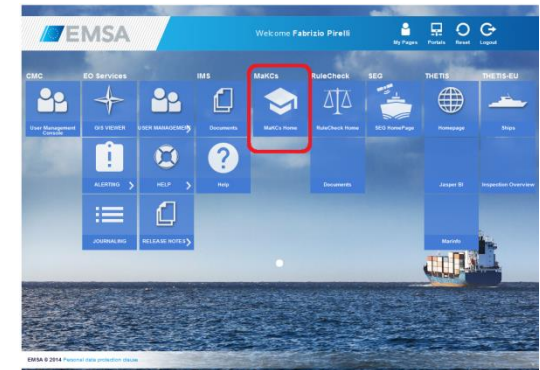 EMSA
Welcome Fabrizio Pirelli
My Pages Portals Reset Logout
CMC EO Services IMS MaKCs RuleCheck SEG THETIS THETIS-EU
User Management Console
GIS VIEWER
USER MANAGEMENT
Documents
MaKCs Home
RuleCheck Home
SEG HomePage
Homepage
Ships
ALERTING
HELP
Help
Documents
Jasper BI
Inspection Overview
JOURNALING
RELEASE NOTES
Marinfo
EMSA © 2014 Personal data protection clause